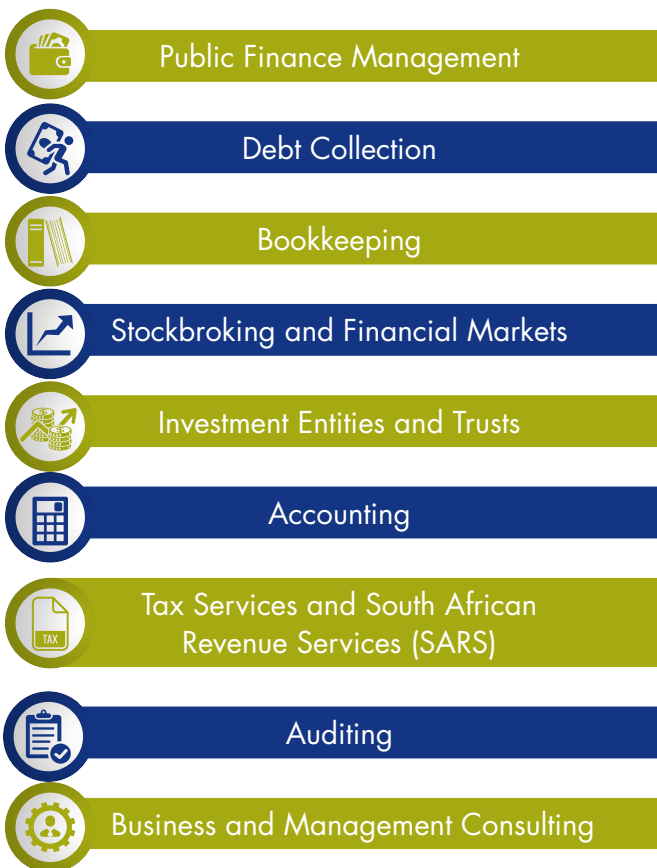 Public Finance Management
Debt Collection
Bookkeeping
Stockbroking and Financial Markets
Investment Entities and Trusts
Accounting
TAX
Tax Services and South African
Revenue Services (SARS)
Auditing
Business and Management Consulting